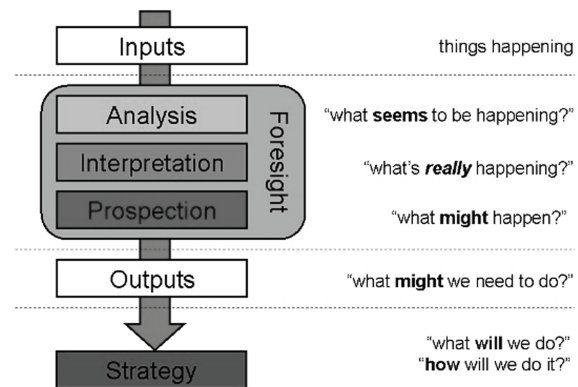 Inputs
things happening
Analysis
“what seems to be happening?”
Interpretation
“what’s really happening?”
Prospection
“what might happen?”
Foresight
Outputs
“what might we need to do?”
Strategy
“what will we do?”
“how will we do it?”